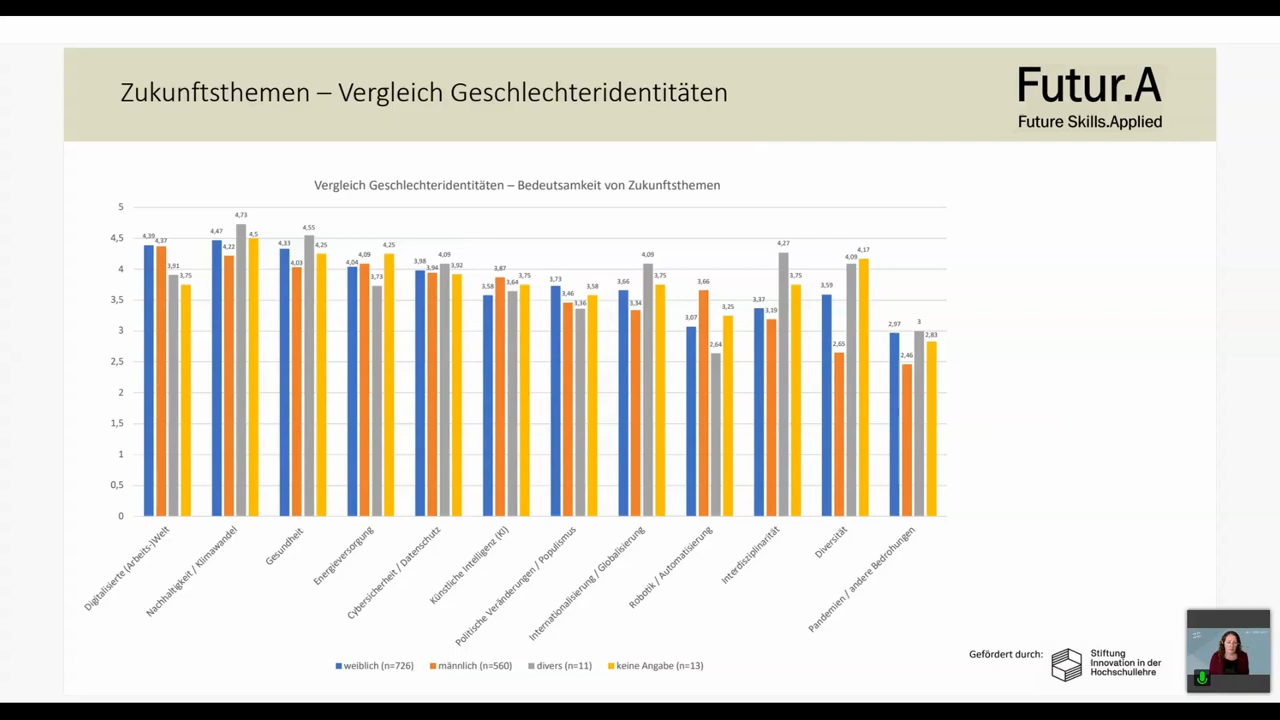 Zukunftsthemen – Vergleich Geschlechteridentitäten
Futur.A
Future Skills.Applied
Vergleich Geschlechteridentitäten – Bedeutsamkeit von Zukunftsthemen
5
4,5
4
3,5
3
2,5
2
1,5
1
0,5
0
4,39 4,37 3,91 3,75
4,47 4,22 4,73 4,5
4,33 4,03 4,55 4,25
4,04 4,09 3,73 4,25
3,98 3,94 4,09 3,92
3,58 3,87 3,64 3,75
3,73 3,46 3,36 3,58
3,66 3,34 4,09 3,75
3,07 3,66 2,64 3,25
3,37 3,19 4,27 3,75
3,59 2,65 4,09 4,17
2,97 2,46 3 2,83
Digitalisierte (Arbeits-)Welt
Nachhaltigkeit / Klimawandel
Gesundheit
Energieversorgung
Cybersicherheit / Datenschutz
Künstliche Intelligenz (KI)
Politische Veränderungen / Populismus
Internationalisierung / Globalisierung
Robotik / Automatisierung
Interdisziplinarität
Diversität
Pandemien / andere Bedrohungen
weiblich (n=726) männlich (n=560) divers (n=11) keine Angabe (n=13)
Gefördert durch:
Stiftung
Innovation in der
Hochschullehre